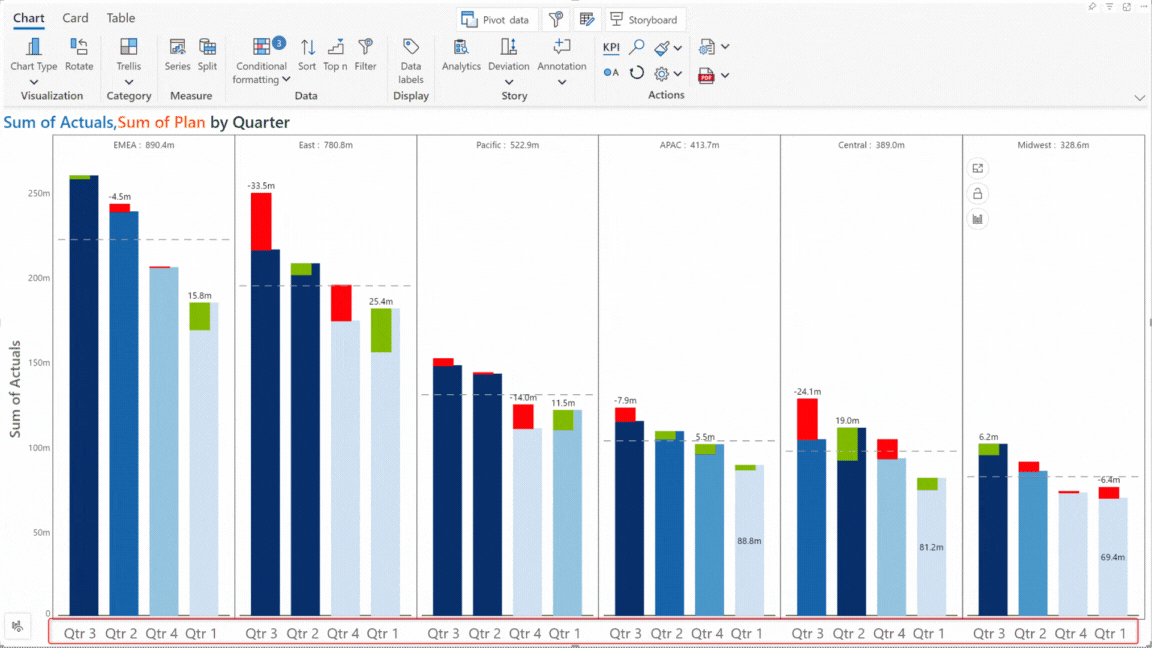 Chart Card Table
Pivot data Storyboard
Chart Type Rotate Trellis Series Split Conditional formatting 3 Sort Top n Filter Data labels Analytics Deviation Annotation KPI A PDF
Visualization Category Measure Data Display Story Actions
Sum of Actuals,Sum of Plan by Quarter
EMEA : 890.4m East : 780.8m Pacific : 522.9m APAC : 413.7m Central : 389.0m Midwest : 328.6m
Sum of Actuals
250m
200m
150m
100m
50m
0
-4.5m 15.8m
-33.5m 25.4m
-14.0m 11.5m
-7.9m 5.5m 88.8m
-24.1m 19.0m 81.2m
6.2m -6.4m 69.4m
Qtr 3 Qtr 2 Qtr 4 Qtr 1 Qtr 3 Qtr 2 Qtr 4 Qtr 1 Qtr 3 Qtr 2 Qtr 4 Qtr 1 Qtr 3 Qtr 2 Qtr 4 Qtr 1 Qtr 3 Qtr 2 Qtr 4 Qtr 1 Qtr 3 Qtr 2 Qtr 4 Qtr 1